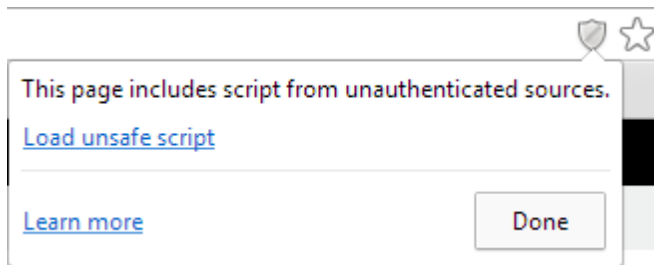 This page includes script from unauthenticated sources.
Load unsafe script
Learn more
Done